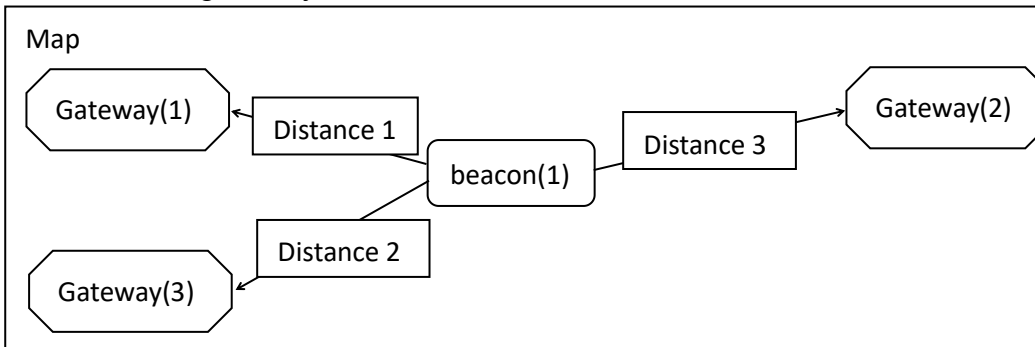 Map
Gateway(1)
Distance 1
beacon(1)
Distance 3
Gateway(2)
Distance 2
Gateway(3)